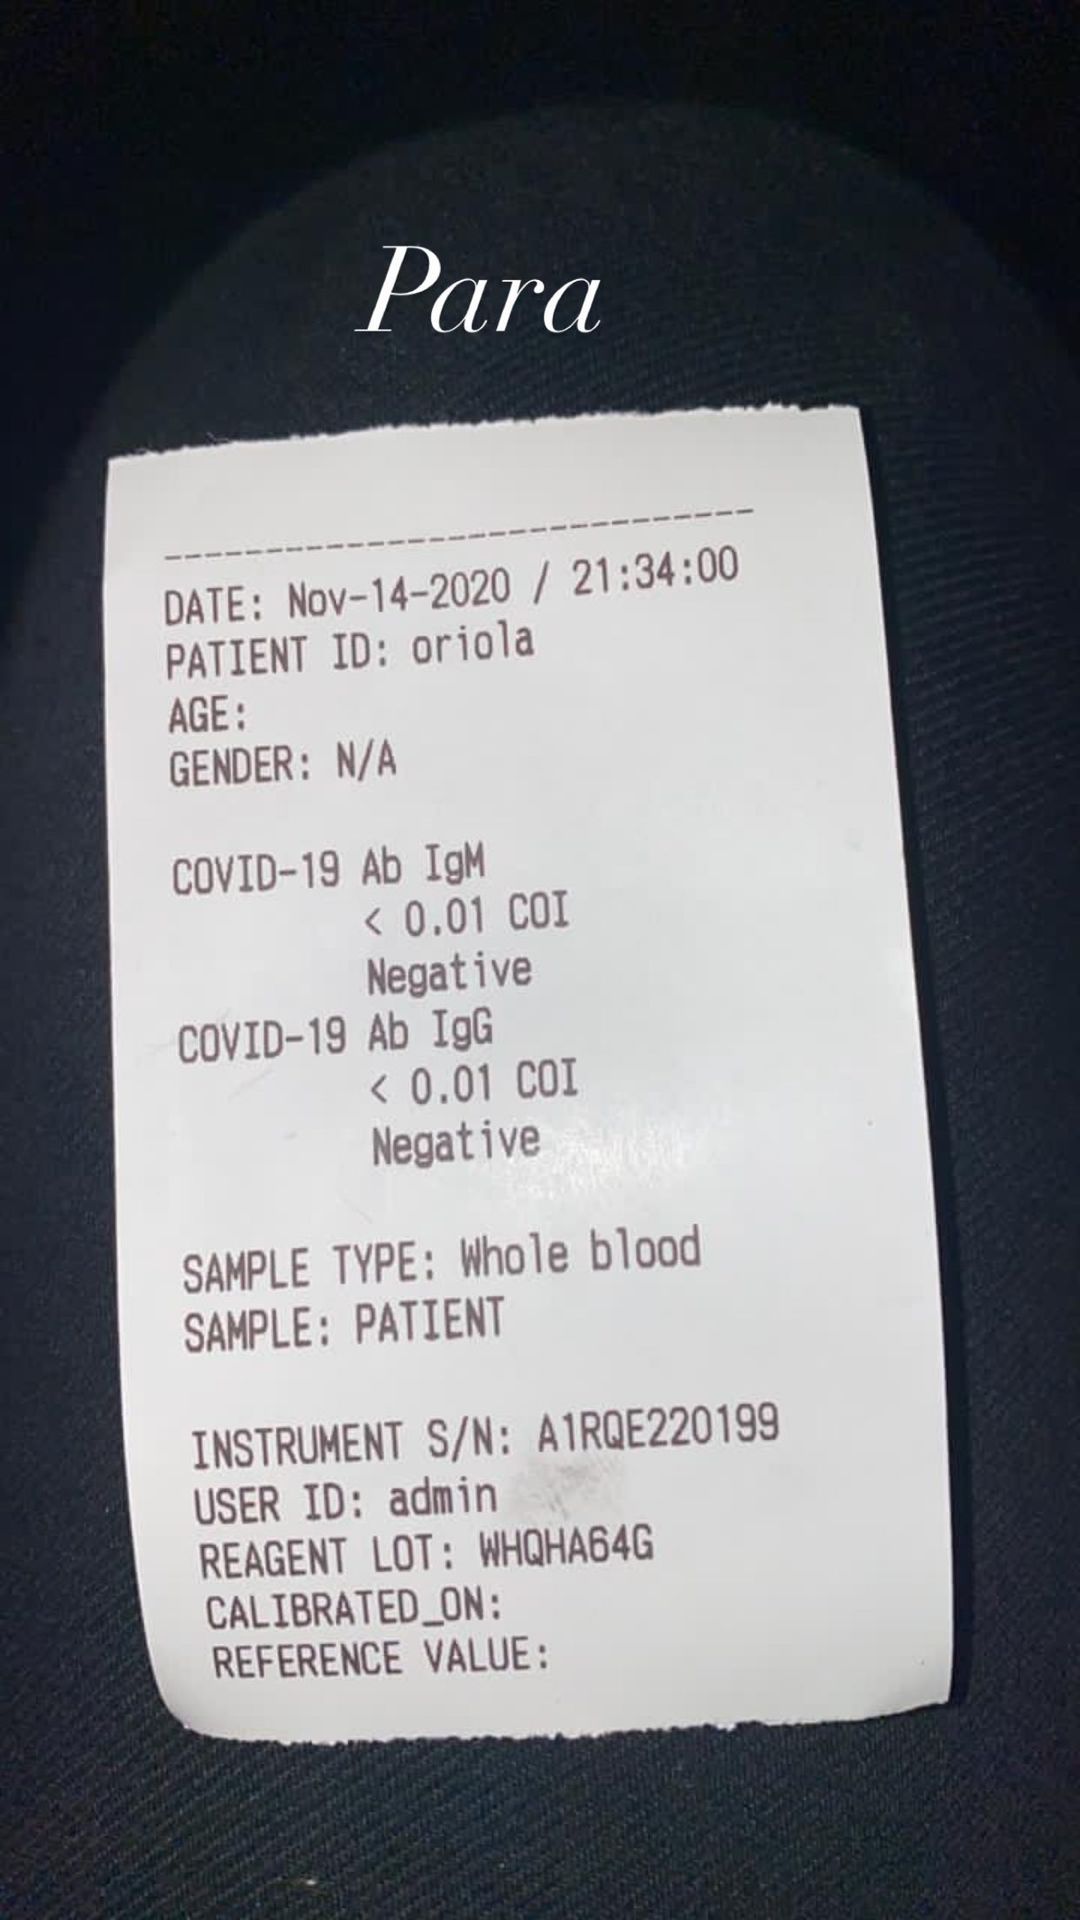 Para
------------------------------
DATE: Nov-14-2020 / 21:34:00
PATIENT ID: oriola
AGE:
GENDER: N/A
COVID-19 Ab IgM
< 0.01 COI
Negative
COVID-19 Ab IgG
< 0.01 COI
Negative
SAMPLE TYPE: Whole blood
SAMPLE: PATIENT
INSTRUMENT S/N: A1RQE220199
USER ID: admin
REAGENT LOT: WHQHA64G
CALIBRATED_ON:
REFERENCE VALUE: